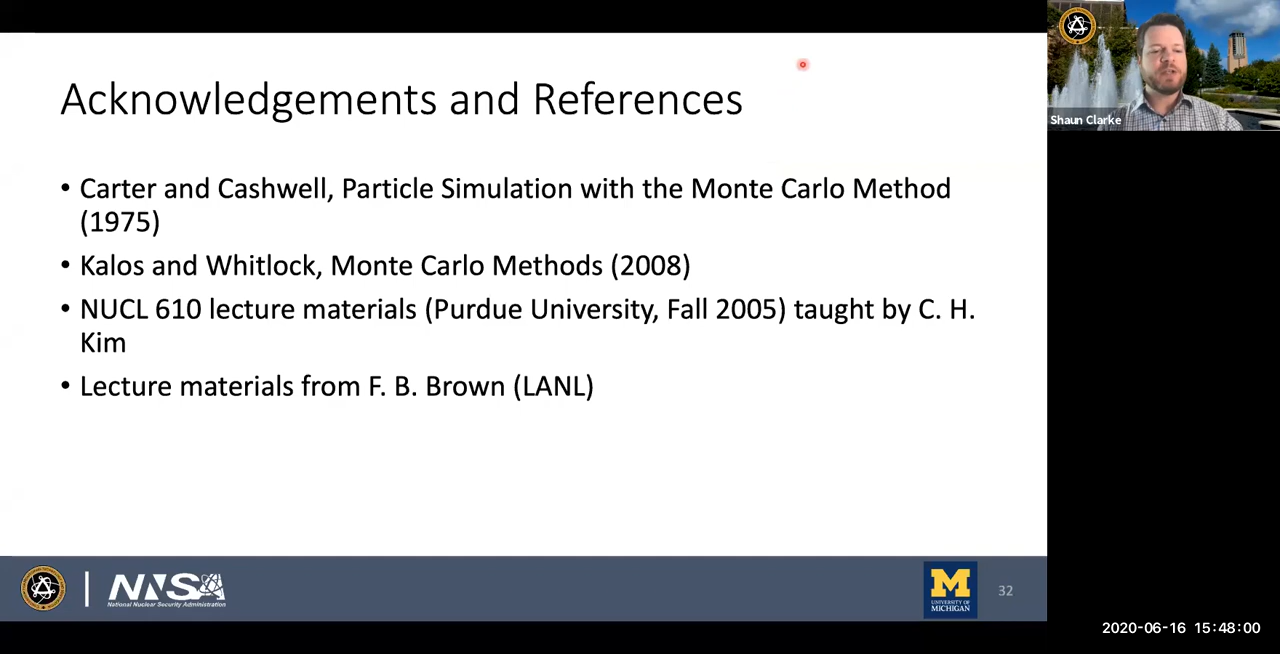 Acknowledgements and References
• Carter and Cashwell, Particle Simulation with the Monte Carlo Method
(1975)
• Kalos and Whitlock, Monte Carlo Methods (2008)
• NUCL 610 lecture materials (Purdue University, Fall 2005) taught by C. H.
Kim
• Lecture materials from F. B. Brown (LANL)
Shaun Clarke
NNSA
National Nuclear Security Administration
M
UNIVERSITY OF
MICHIGAN
32
2020-06-16 15:48:00